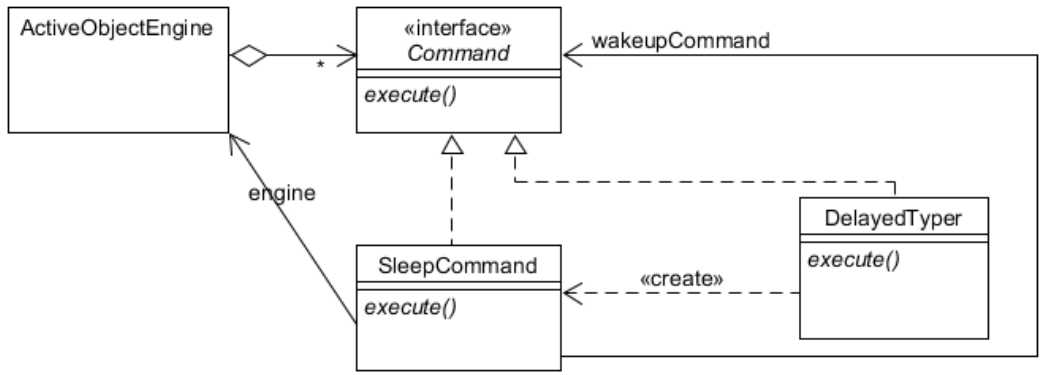 ActiveObjectEngine
«interface»
Command
execute()
*
wakeupCommand
engine
SleepCommand
execute()
«create»
DelayedTyper
execute()